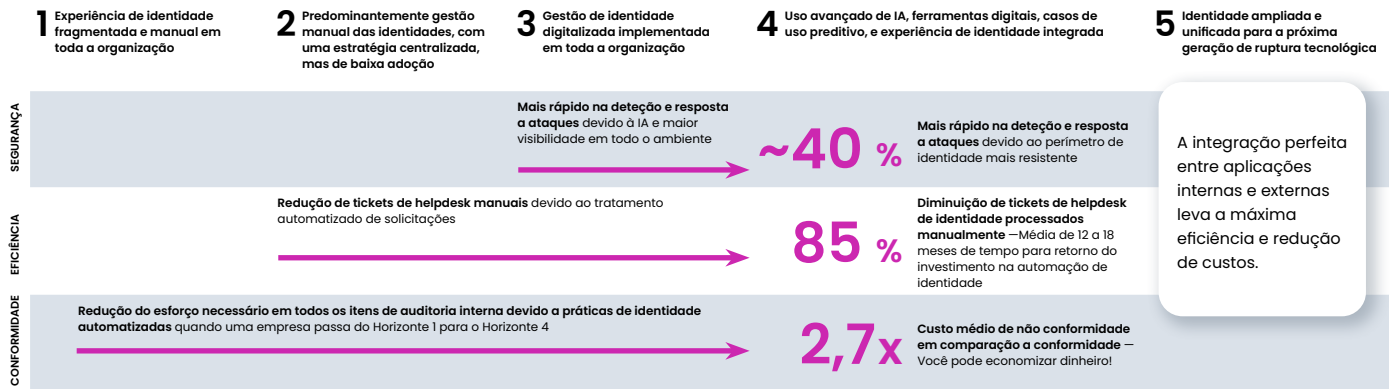 1 Experiência de identidade
fragmentada e manual em
toda a organização
2 Predominantemente gestão
manual das identidades, com
uma estratégia centralizada,
mas de baixa adoção
3 Gestão de identidade
digitalizada implementada
em toda a organização
4 Uso avançado de IA, ferramentas digitais, casos de
uso preditivo, e experiência de identidade integrada
5 Identidade ampliada e
unificada para a próxima
geração de ruptura tecnológica
SEGURANÇA
Mais rápido na deteção e resposta
a ataques devido à IA e maior
visibilidade em todo o ambiente
~40 %
Mais rápido na deteção e resposta
a ataques devido ao perímetro de
identidade mais resistente
EFICIÊNCIA
Redução de tickets de helpdesk manuais devido ao tratamento
automatizado de solicitações
85 %
Diminuição de tickets de helpdesk
de identidade processados
manualmente —Média de 12 a 18
meses de tempo para retorno do
investimento na automação de
identidade
CONFORMIDADE
Redução do esforço necessário em todos os itens de auditoria interna devido a práticas de identidade
automatizadas quando uma empresa passa do Horizonte 1 para o Horizonte 4
2,7x
Custo médio de não conformidade
em comparação a conformidade —
Você pode economizar dinheiro!
A integração perfeita
entre aplicações
internas e externas
leva a máxima
eficiência e redução
de custos.